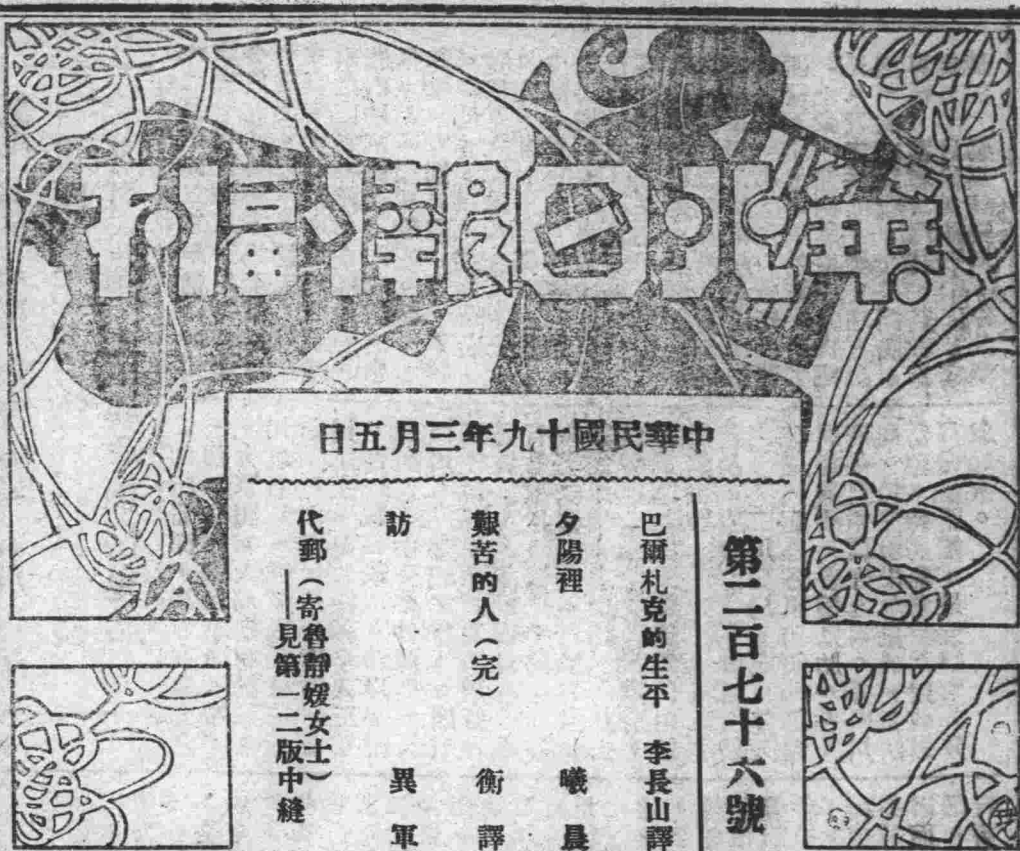 華北日報副刊
中華民國十九年三月五日
第二百七十六號
巴爾札克的生平 李長山譯
夕陽裡 曦晨
艱苦的人（完） 衡譯
訪 異軍
代郵（寄魯靜媛女士）
——見第一二版中縫